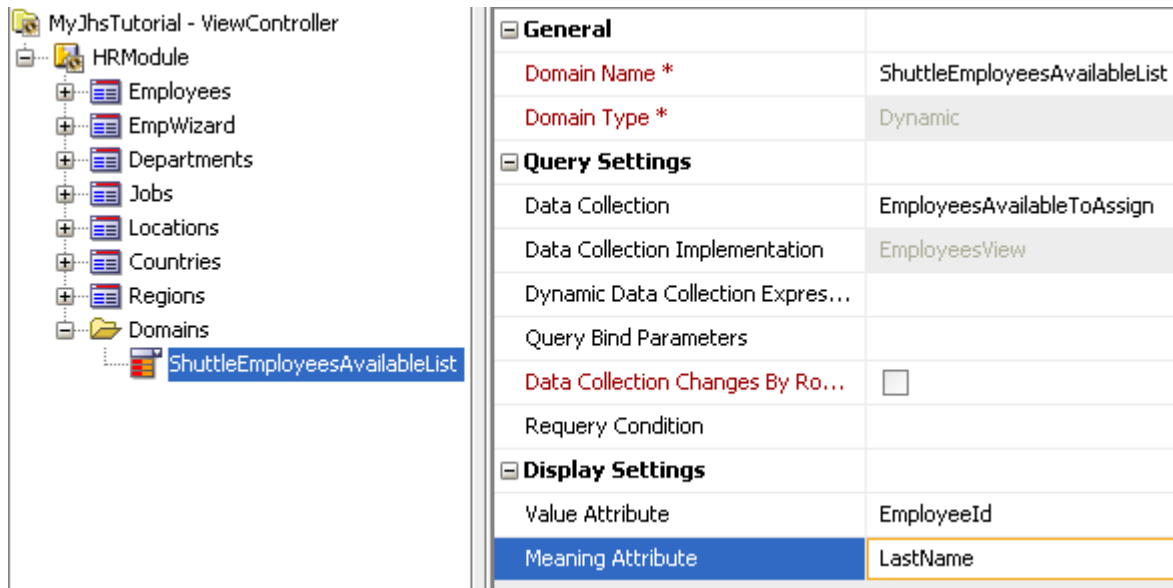 MyJhsTutorial - ViewController
HRModule
Employees
EmpWizard
Departments
Jobs
Locations
Countries
Regions
Domains
ShuttleEmployeesAvailableList
General
Domain Name * ShuttleEmployeesAvailableList
Domain Type * Dynamic
Query Settings
Data Collection EmployeesAvailableToAssign
Data Collection Implementation EmployeesView
Dynamic Data Collection Expres...
Query Bind Parameters
Data Collection Changes By Ro...
Requery Condition
Display Settings
Value Attribute EmployeeId
Meaning Attribute LastName